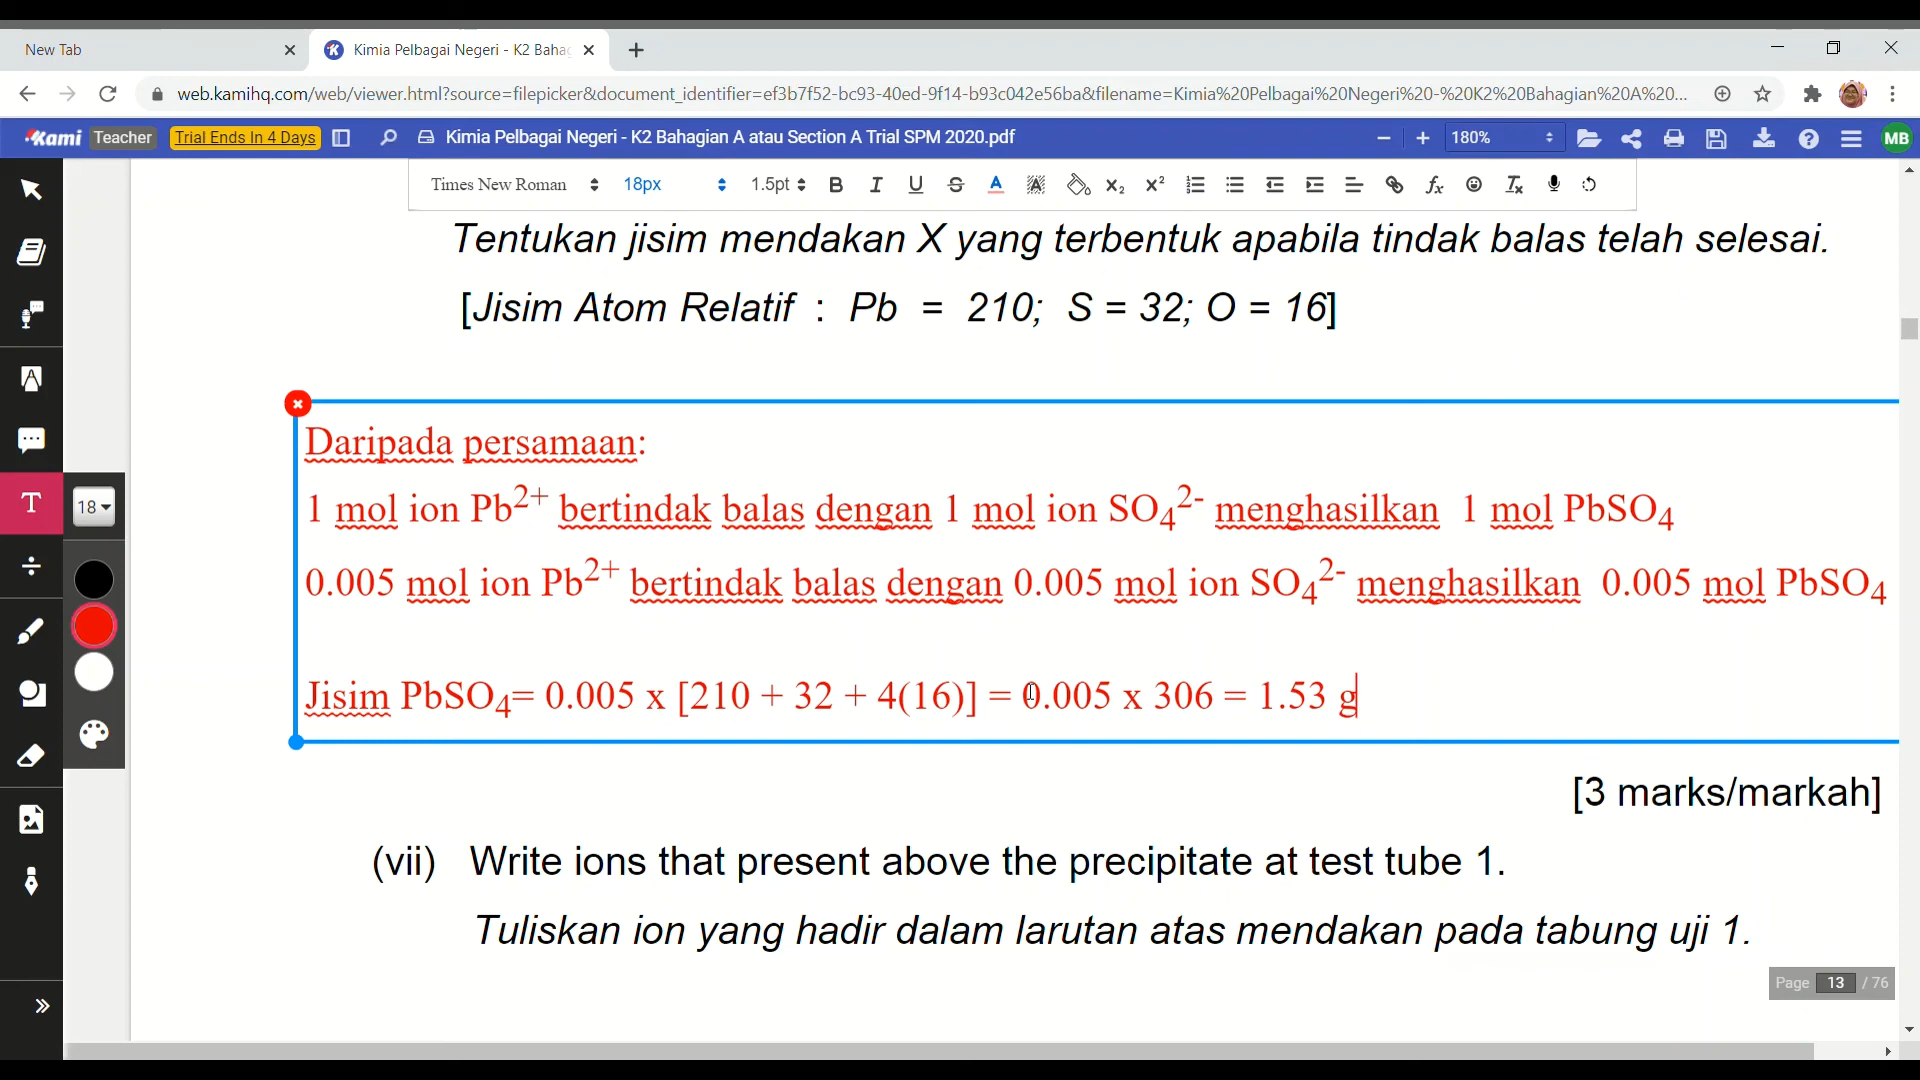 New Tab
Kimia Pelbagai Negeri - K2 Baha
web.kamihq.com/web/viewer.html?source=filepicker&document_identifier=ef3b7f52-bc93-40ed-9f14-b93c042e56ba&filename=Kimia%20Pelbagai%20Negeri%20-%20K2%20Bahagian%20A%20...
Kami Teacher Trial Ends In 4 Days Kimia Pelbagai Negeri - K2 Bahagian A atau Section A Trial SPM 2020.pdf 180% MB
Times New Roman 18px 1.5pt B I U S A A X₂ X² fx Tx
Tentukan jisim mendakan X yang terbentuk apabila tindak balas telah selesai.
[Jisim Atom Relatif : Pb = 210; S = 32; O = 16]
Daripada persamaan:
1 mol ion Pb²⁺ bertindak balas dengan 1 mol ion SO₄²⁻ menghasilkan 1 mol PbSO₄
0.005 mol ion Pb²⁺ bertindak balas dengan 0.005 mol ion SO₄²⁻ menghasilkan 0.005 mol PbSO₄
Jisim PbSO₄= 0.005 x [210 + 32 + 4(16)] = 0.005 x 306 = 1.53 g
T 18
[3 marks/markah]
(vii) Write ions that present above the precipitate at test tube 1.
Tuliskan ion yang hadir dalam larutan atas mendakan pada tabung uji 1.
Page 13 / 76